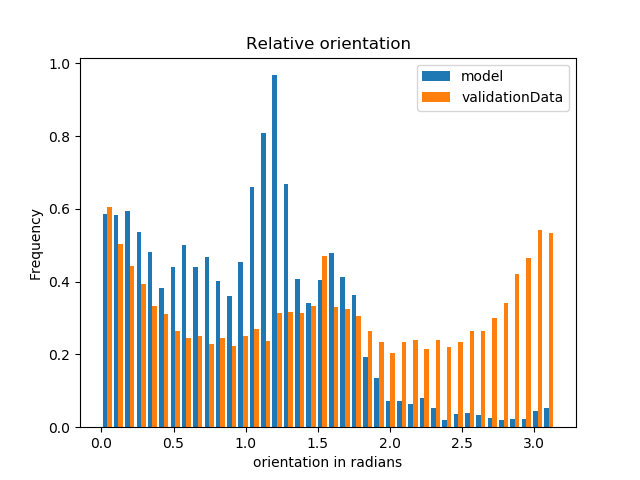 Relative orientation
model
validationData
Frequency
1.0
0.8
0.6
0.4
0.2
0.0
0.0 0.5 1.0 1.5 2.0 2.5 3.0
orientation in radians